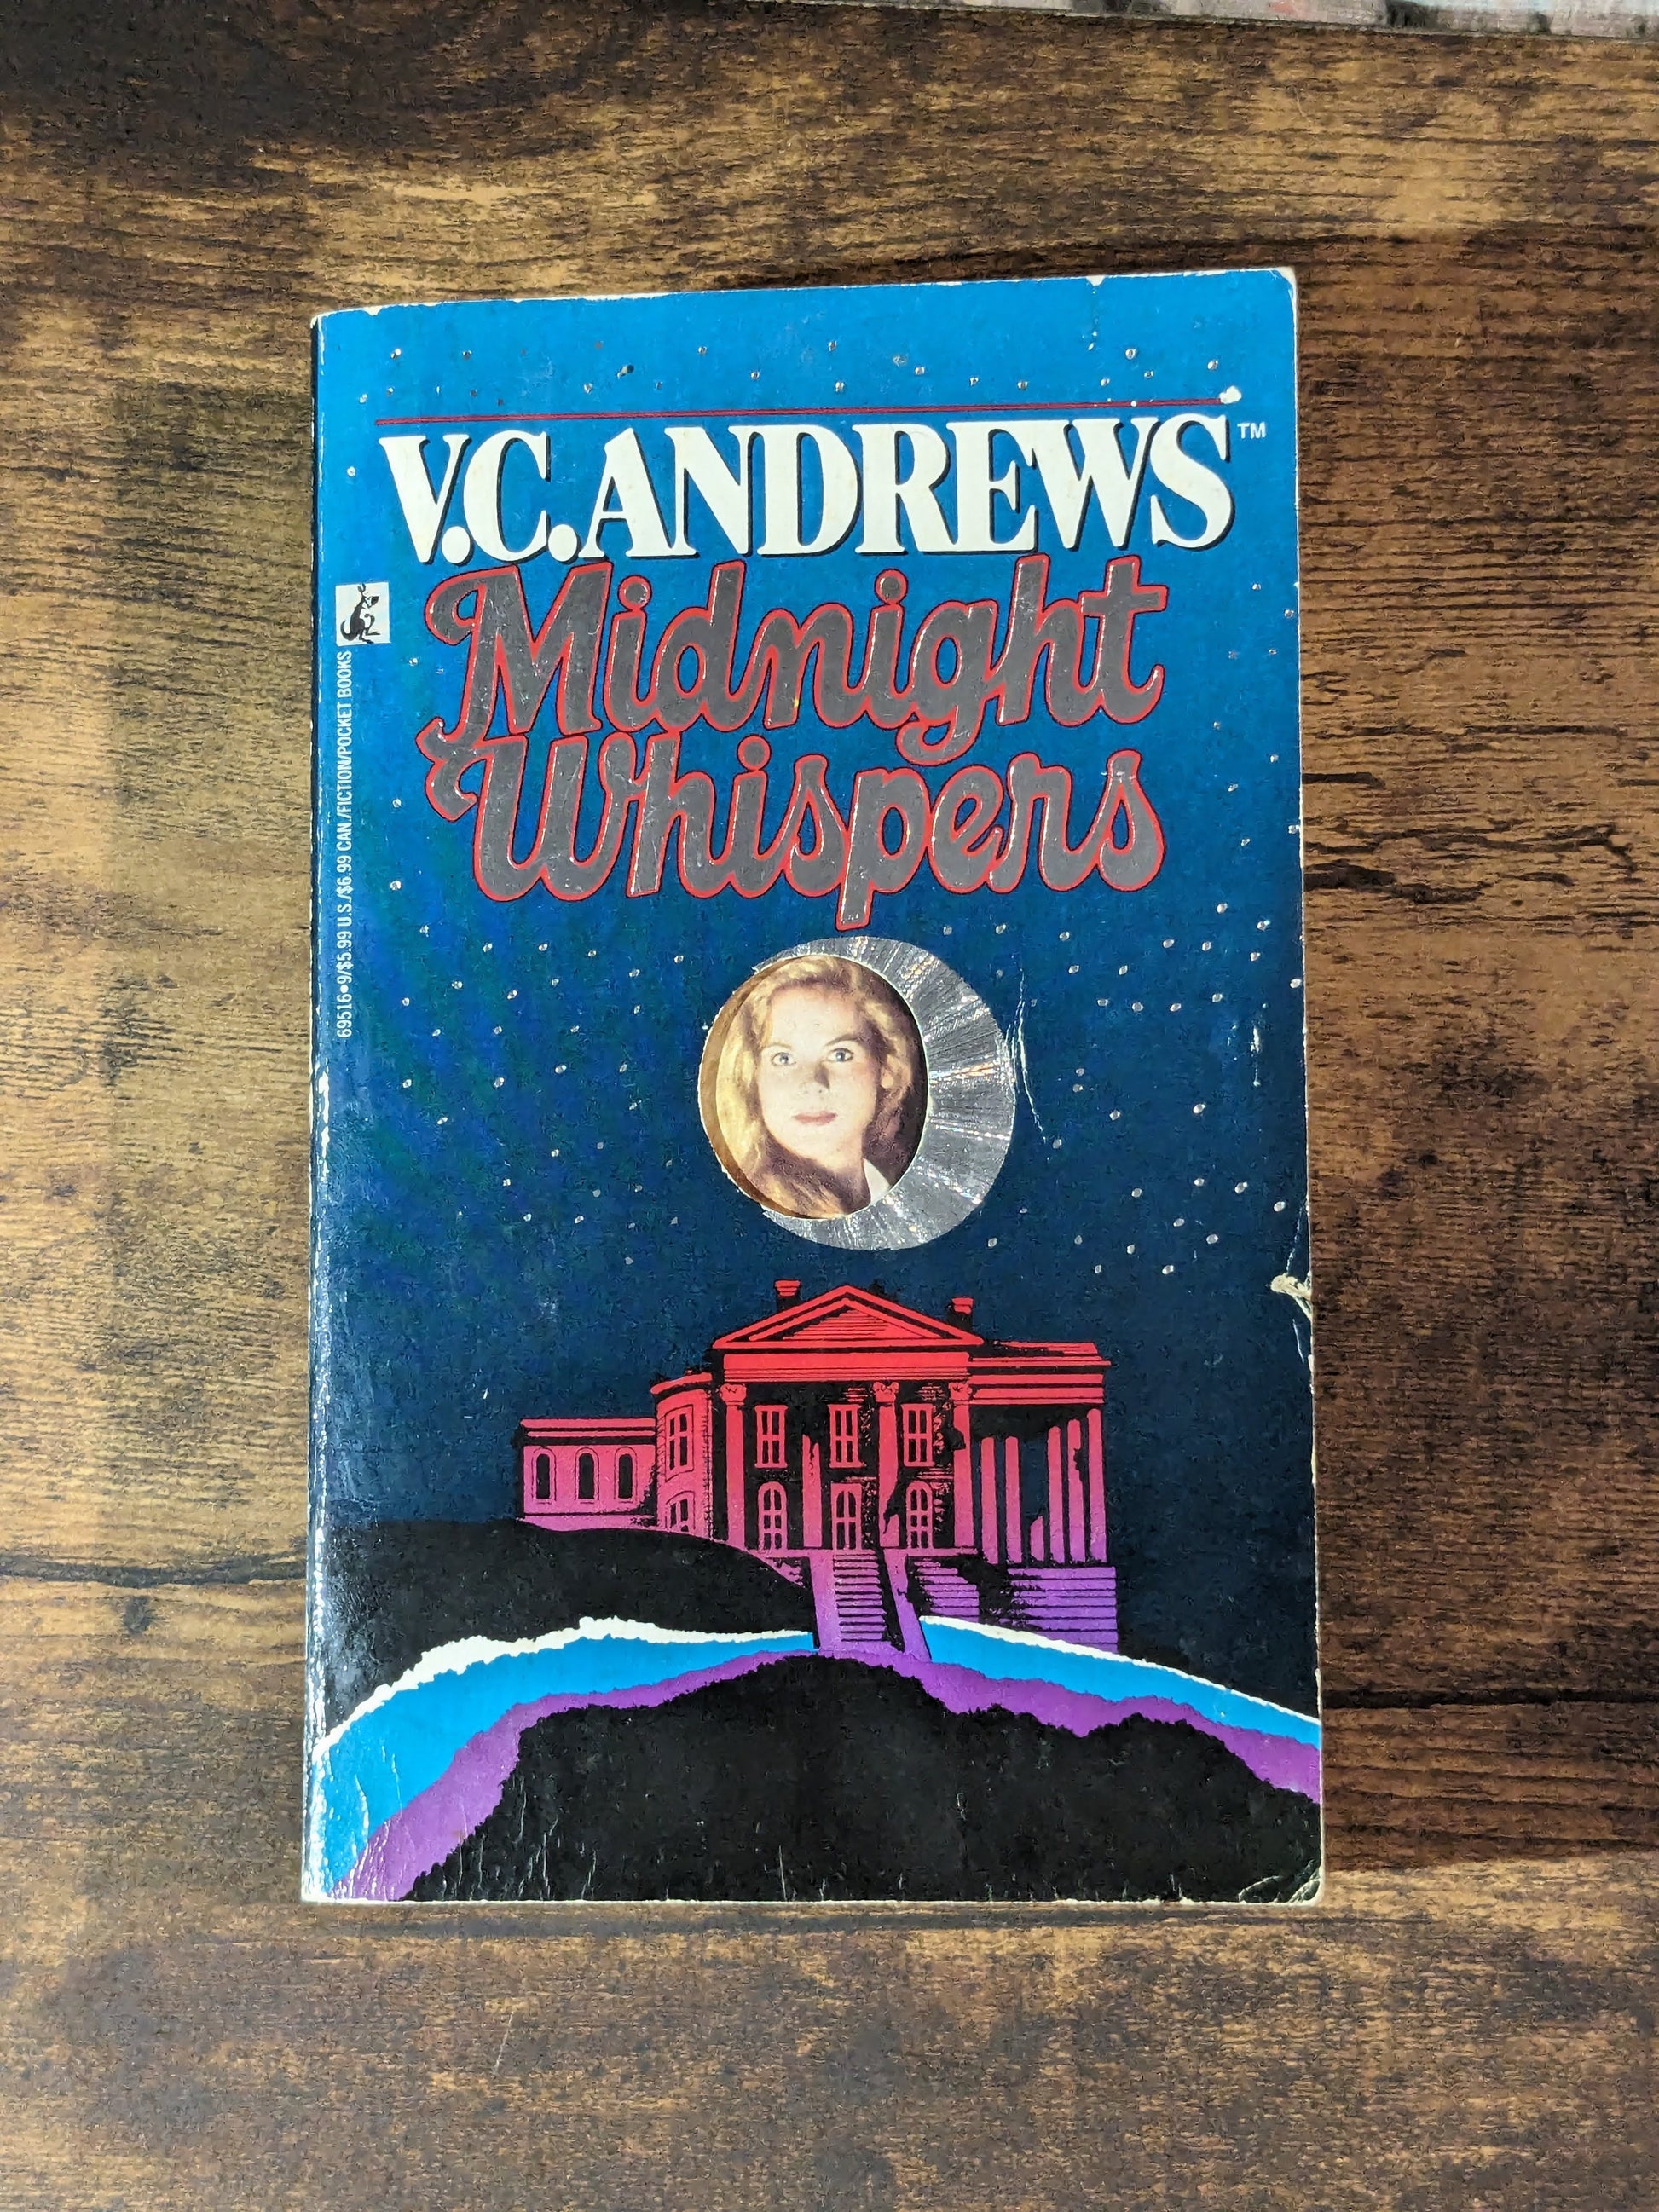 V.C.ANDREWS™
Midnight
Whispers
69516•9/$5.99 U.S./$6.99 CAN./FICTION/POCKET BOOKS